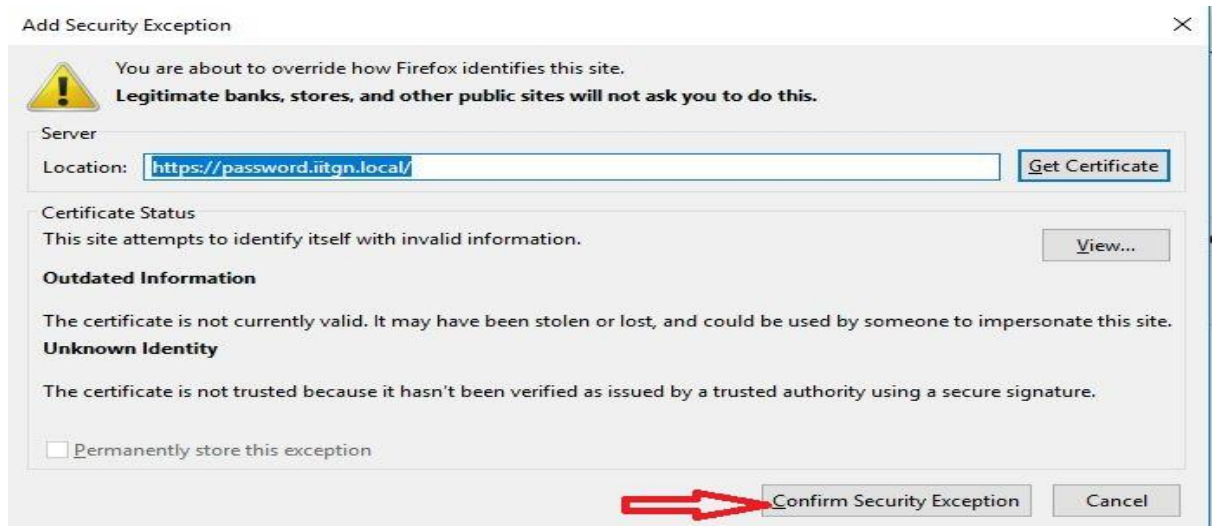 Add Security Exception
You are about to override how Firefox identifies this site.
Legitimate banks, stores, and other public sites will not ask you to do this.
Server
Location: https://password.iitgn.local/ Get Certificate
Certificate Status
This site attempts to identify itself with invalid information.
View...
Outdated Information
The certificate is not currently valid. It may have been stolen or lost, and could be used by someone to impersonate this site.
Unknown Identity
The certificate is not trusted because it hasn't been verified as issued by a trusted authority using a secure signature.
Permanently store this exception
Confirm Security Exception Cancel